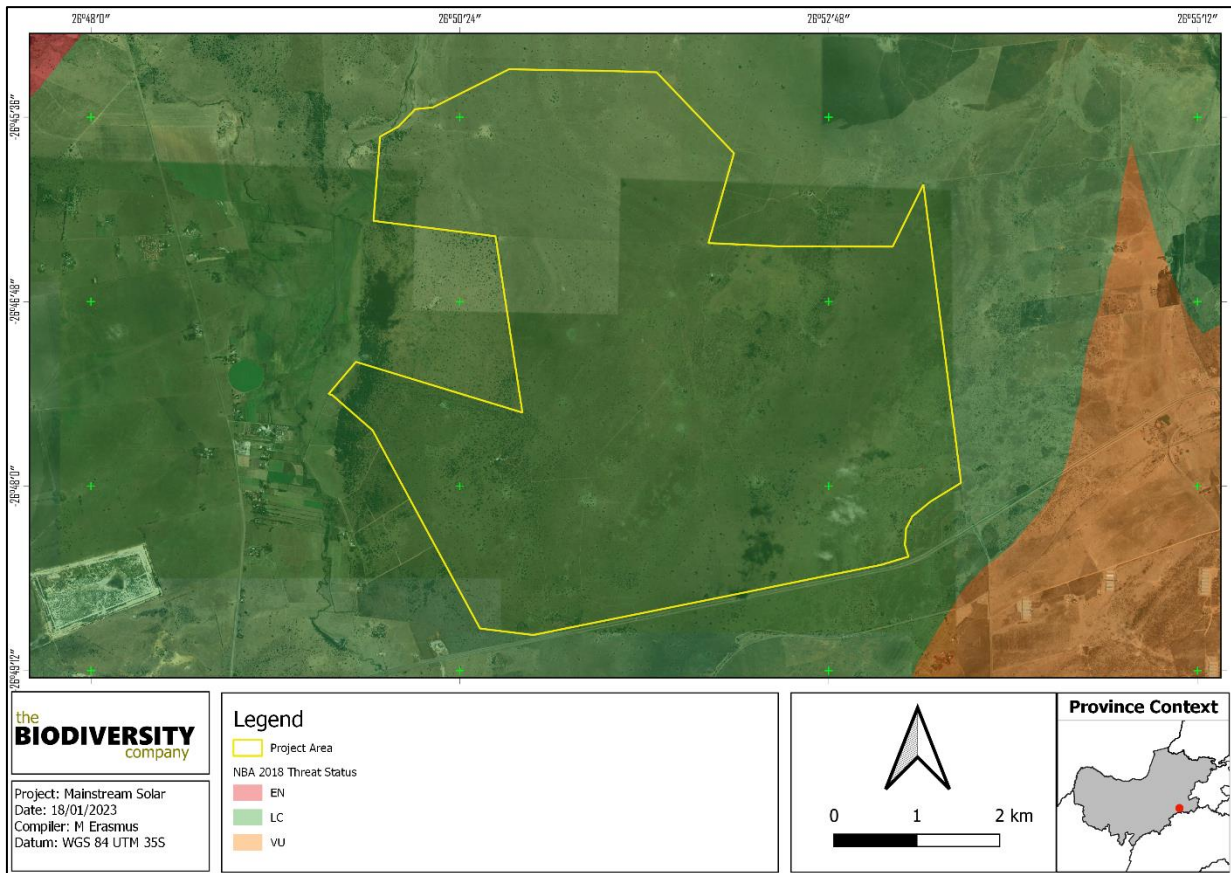 26°48'0"
26°50'24"
26°52'48"
26°55'12"
-26°45'36"
-26°46'48"
-26°48'0"
-26°49'12"
the
BIODIVERSITY
company
Project: Mainstream Solar
Date: 18/01/2023
Compiler: M Erasmus
Datum: WGS 84 UTM 35S
Legend
Project Area
NBA 2018 Threat Status
EN
LC
VU
0 1 2 km
Province Context